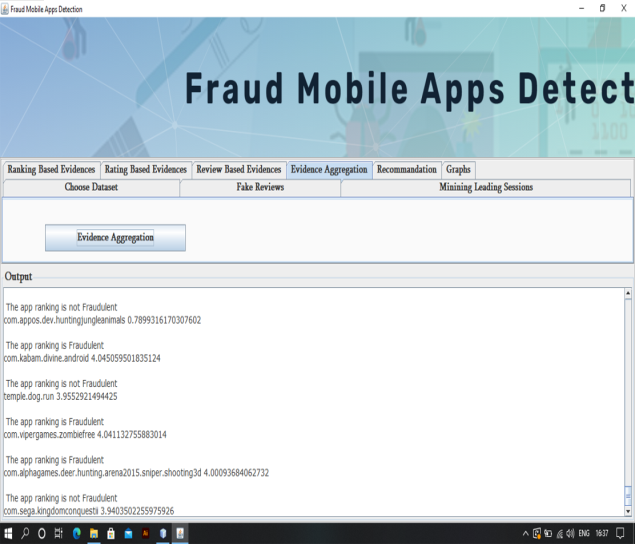 Fraud Mobile Apps Detection
Fraud Mobile Apps Detect
Ranking Based Evidences Rating Based Evidences Review Based Evidences Evidence Aggregation Recommandation Graphs
Choose Dataset Fake Reviews Minining Leading Sessions
Evidence Aggregation
Output
The app ranking is not Fraudulent
com.appos.dev.huntingjungleanimals 0.7899316170307602
The app ranking is Fraudulent
com.kabam.divine.android 4.045059501835124
The app ranking is not Fraudulent
temple.dog.run 3.9552921494425
The app ranking is Fraudulent
com.vipergames.zombiefree 4.041132755883014
The app ranking is Fraudulent
com.alphagames.deer.hunting.arena2015.sniper.shooting3d 4.00093684062732
The app ranking is not Fraudulent
com.sega.kingdomconquestii 3.9403502255975926
ENG 16:37